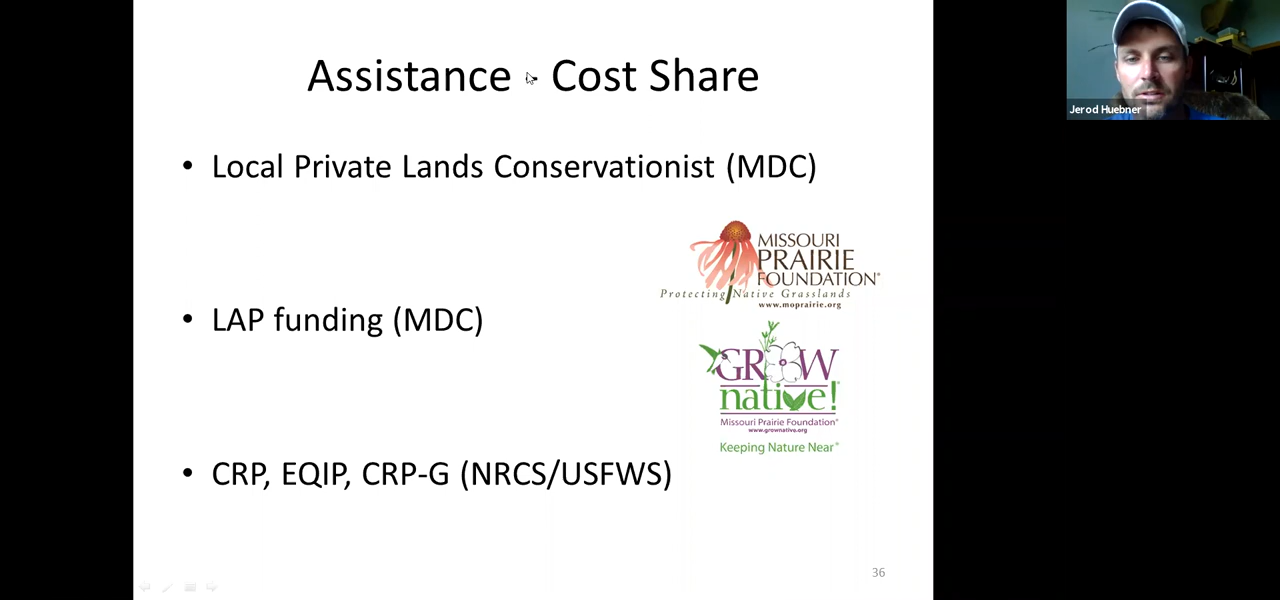 Assistance - Cost Share
Jerod Huebner
• Local Private Lands Conservationist (MDC)
MISSOURI
PRAIRIE
FOUNDATION®
Protecting Native Grasslands
www.moprairie.org
• LAP funding (MDC)
GROW
native!®
Missouri Prairie Foundation®
www.grownative.org
Keeping Nature Near®
• CRP, EQIP, CRP-G (NRCS/USFWS)
36